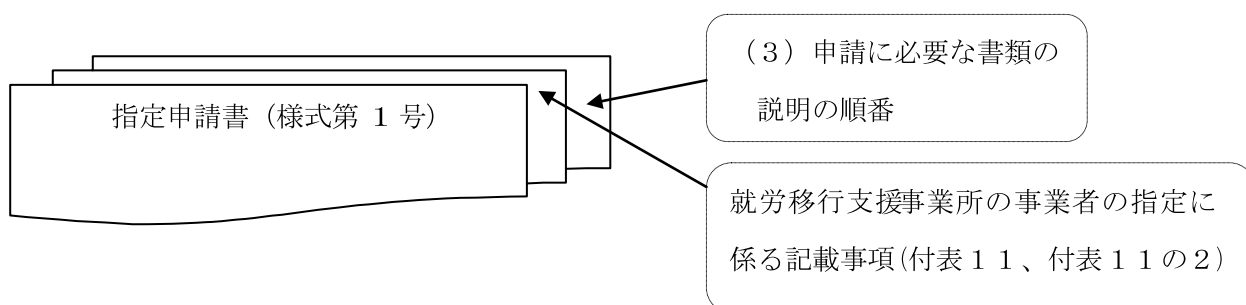 （３）申請に必要な書類の
説明の順番
指定申請書（様式第 １ 号）
就労移行支援事業所の事業者の指定に
係る記載事項(付表１１、付表１１の２)